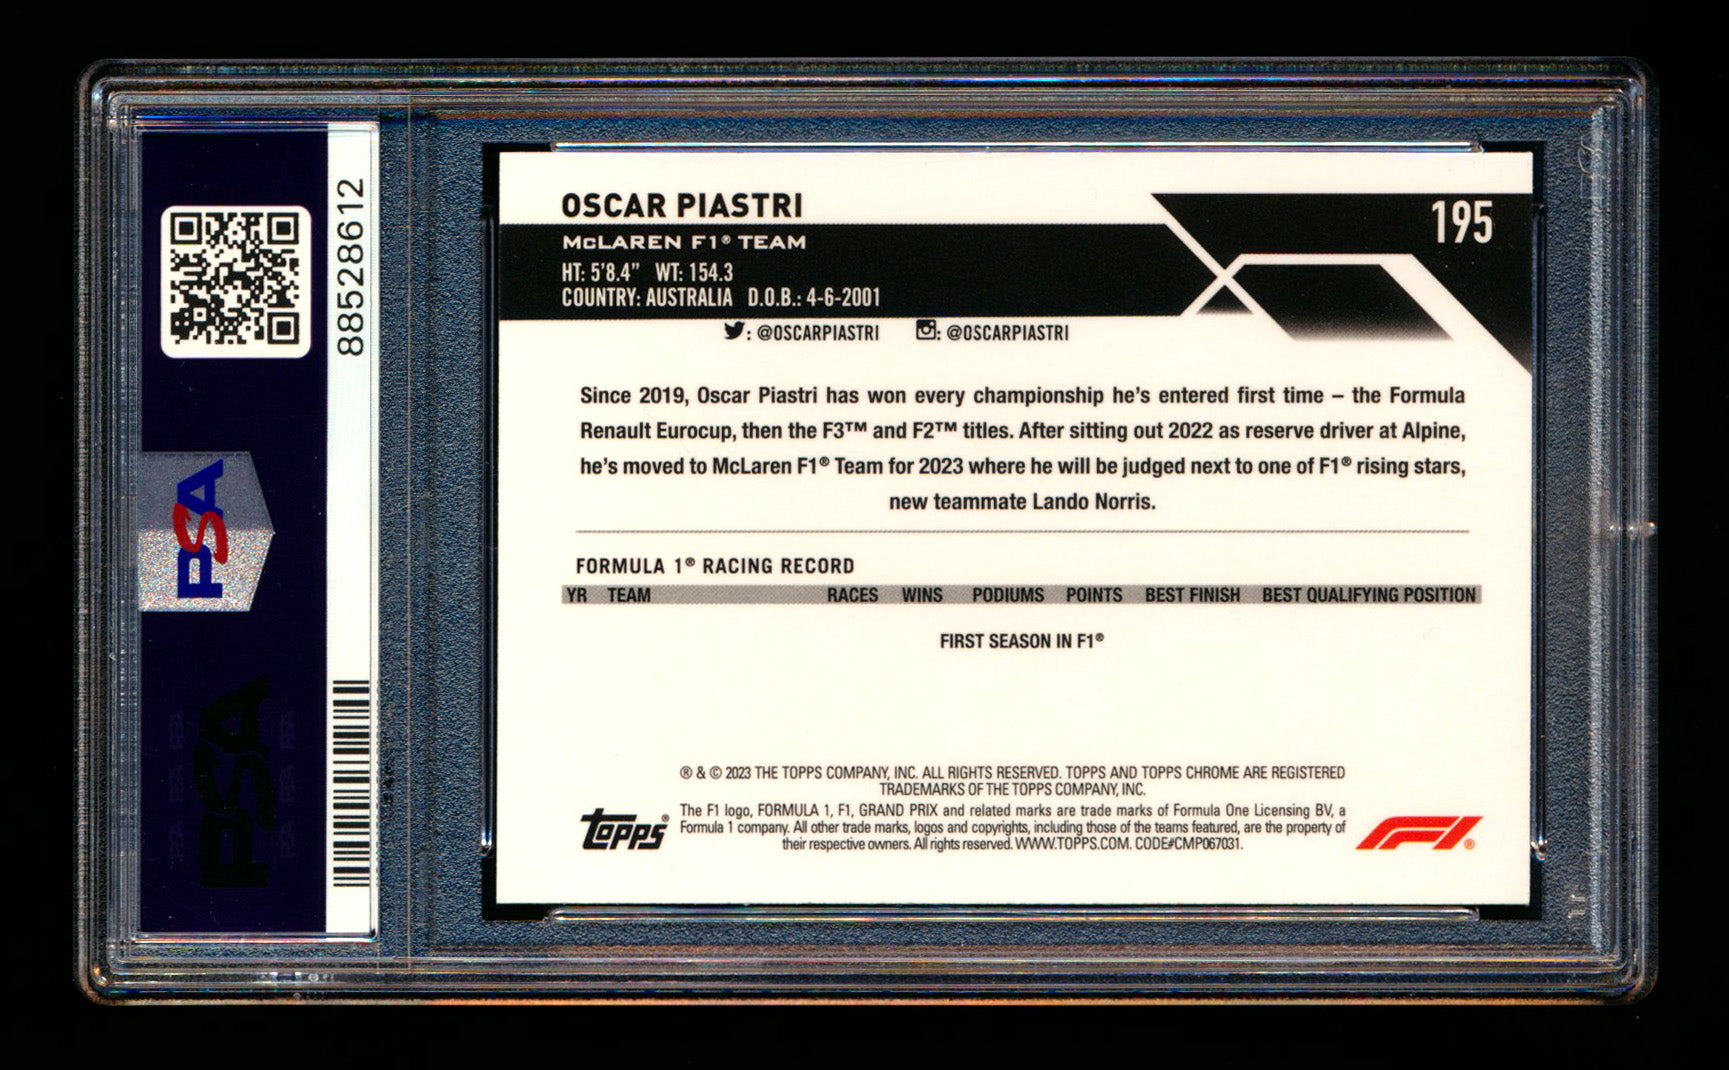 88528612
PSA
PSA
OSCAR PIASTRI
195
McLAREN F1® TEAM
HT: 5'8.4" WT: 154.3
COUNTRY: AUSTRALIA D.O.B.: 4-6-2001
: @OSCARPIASTRI : @OSCARPIASTRI
Since 2019, Oscar Piastri has won every championship he's entered first time – the Formula
Renault Eurocup, then the F3™ and F2™ titles. After sitting out 2022 as reserve driver at Alpine,
he's moved to McLaren F1® Team for 2023 where he will be judged next to one of F1® rising stars,
new teammate Lando Norris.
FORMULA 1® RACING RECORD
YR TEAM RACES WINS PODIUMS POINTS BEST FINISH BEST QUALIFYING POSITION
FIRST SEASON IN F1®
® & © 2023 THE TOPPS COMPANY, INC. ALL RIGHTS RESERVED. TOPPS AND TOPPS CHROME ARE REGISTERED
TRADEMARKS OF THE TOPPS COMPANY, INC.
The F1 logo, FORMULA 1, F1, GRAND PRIX and related marks are trade marks of Formula One Licensing BV, a
Formula 1 company. All other trade marks, logos and copyrights, including those of the teams featured, are the property of
their respective owners. All rights reserved. WWW.TOPPS.COM. CODE#CMP067031.
Topps®
F1®